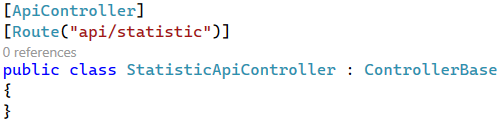 [ApiController]
[Route("api/statistic")]
0 references
public class StatisticApiController : ControllerBase
{
}